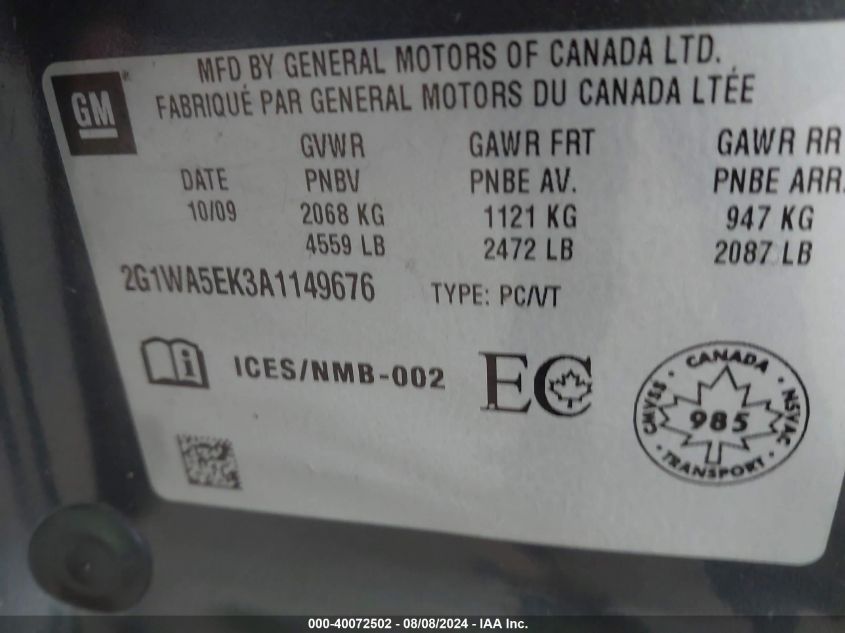 MFD BY GENERAL MOTORS OF CANADA LTD.
GM
FABRIQUÉ PAR GENERAL MOTORS DU CANADA LTÉE
GVWR GAWR FRT GAWR RR
DATE PNBV PNBE AV. PNBE ARR.
10/09 2068 KG 1121 KG 947 KG
4559 LB 2472 LB 2087 LB
2G1WA5EK3A1149676 TYPE: PC/VT
i ICES/NMB-002 EC
CANADA
CMVSS 985 NSVAC
TRANSPORT
000-40072502 - 08/08/2024 - IAA Inc.